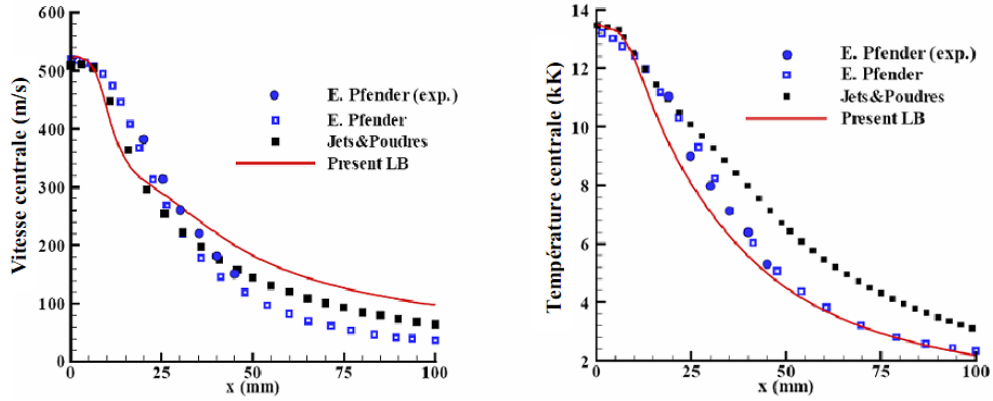 Vitesse centrale (m/s)
600
500
400
300
200
100
0
E. Pfender (exp.)
E. Pfender
Jets&Poudres
Present LB
0
25
50
75
100
x (mm)
Température centrale (kK)
14
12
10
8
6
4
2
E. Pfender (exp.)
E. Pfender
Jets&Poudres
Present LB
0
25
50
75
100
x (mm)